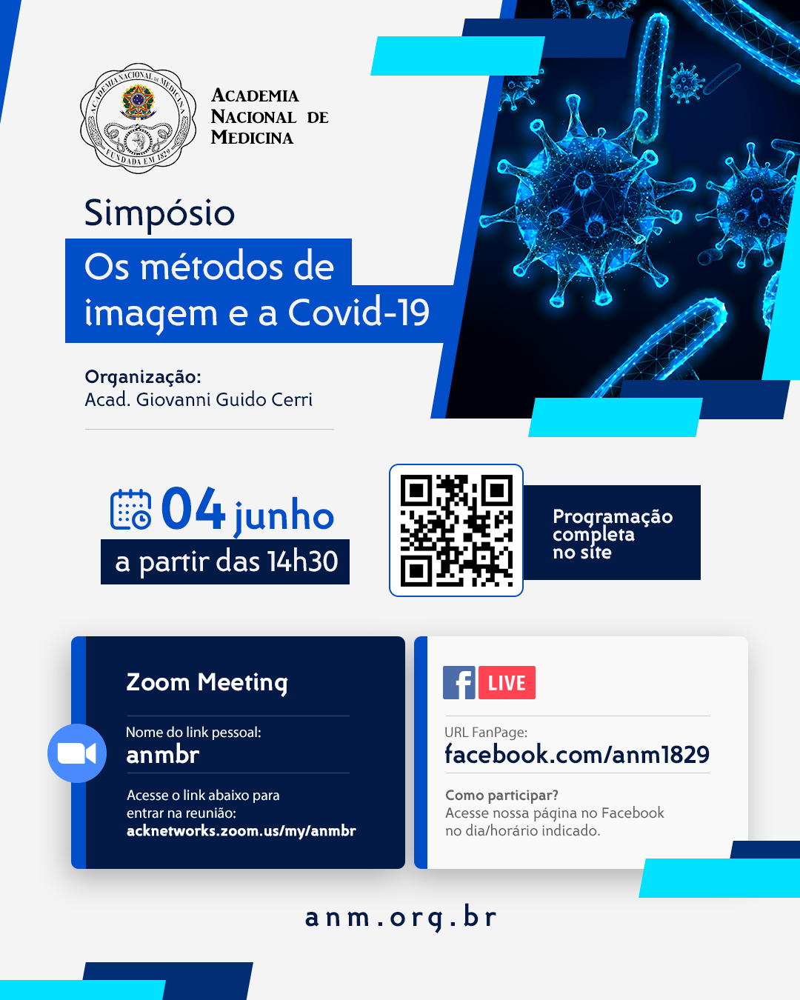 ACADEMIA NACIONAL DE MEDICINA
FUNDADA EM 1829
Academia
Nacional de
Medicina
Simpósio
Os métodos de
imagem e a Covid-19
Organização:
Acad. Giovanni Guido Cerri
04 junho
a partir das 14h30
Programação
completa
no site
Zoom Meeting
Nome do link pessoal:
anmbr
Acesse o link abaixo para
entrar na reunião:
acknetworks.zoom.us/my/anmbr
f LIVE
URL FanPage:
facebook.com/anm1829
Como participar?
Acesse nossa página no Facebook
no dia/horário indicado.
anm.org.br